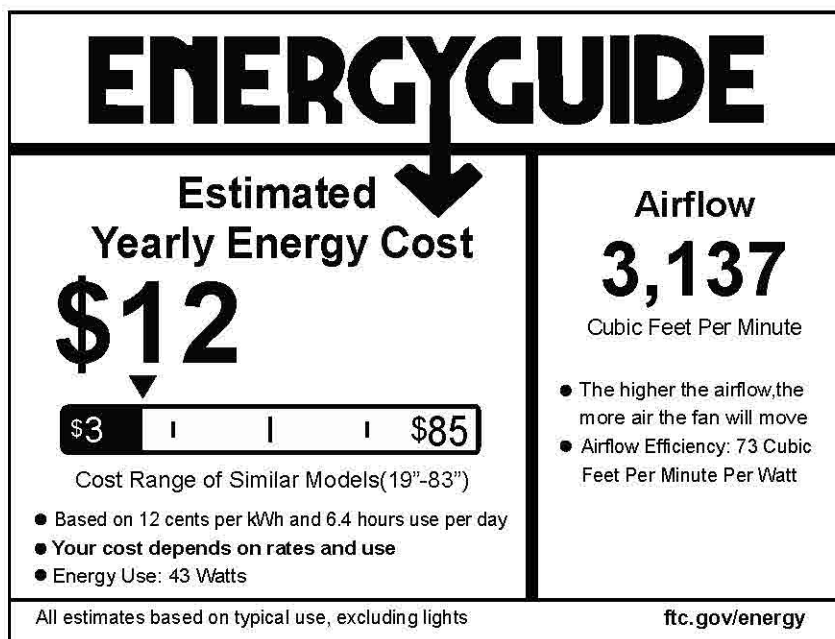 ENERGYGUIDE
Estimated
Yearly Energy Cost
$12
$3 $85
Cost Range of Similar Models(19”-83”)
● Based on 12 cents per kWh and 6.4 hours use per day
● Your cost depends on rates and use
● Energy Use: 43 Watts
Airflow
3,137
Cubic Feet Per Minute
● The higher the airflow,the
more air the fan will move
● Airflow Efficiency: 73 Cubic
Feet Per Minute Per Watt
All estimates based on typical use, excluding lights
ftc.gov/energy